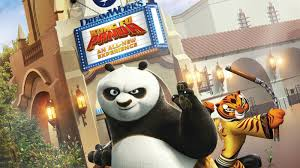 DREAMWORKS
KUNG FU
PANDA
AN ALL-NEW
EXPERIENCE